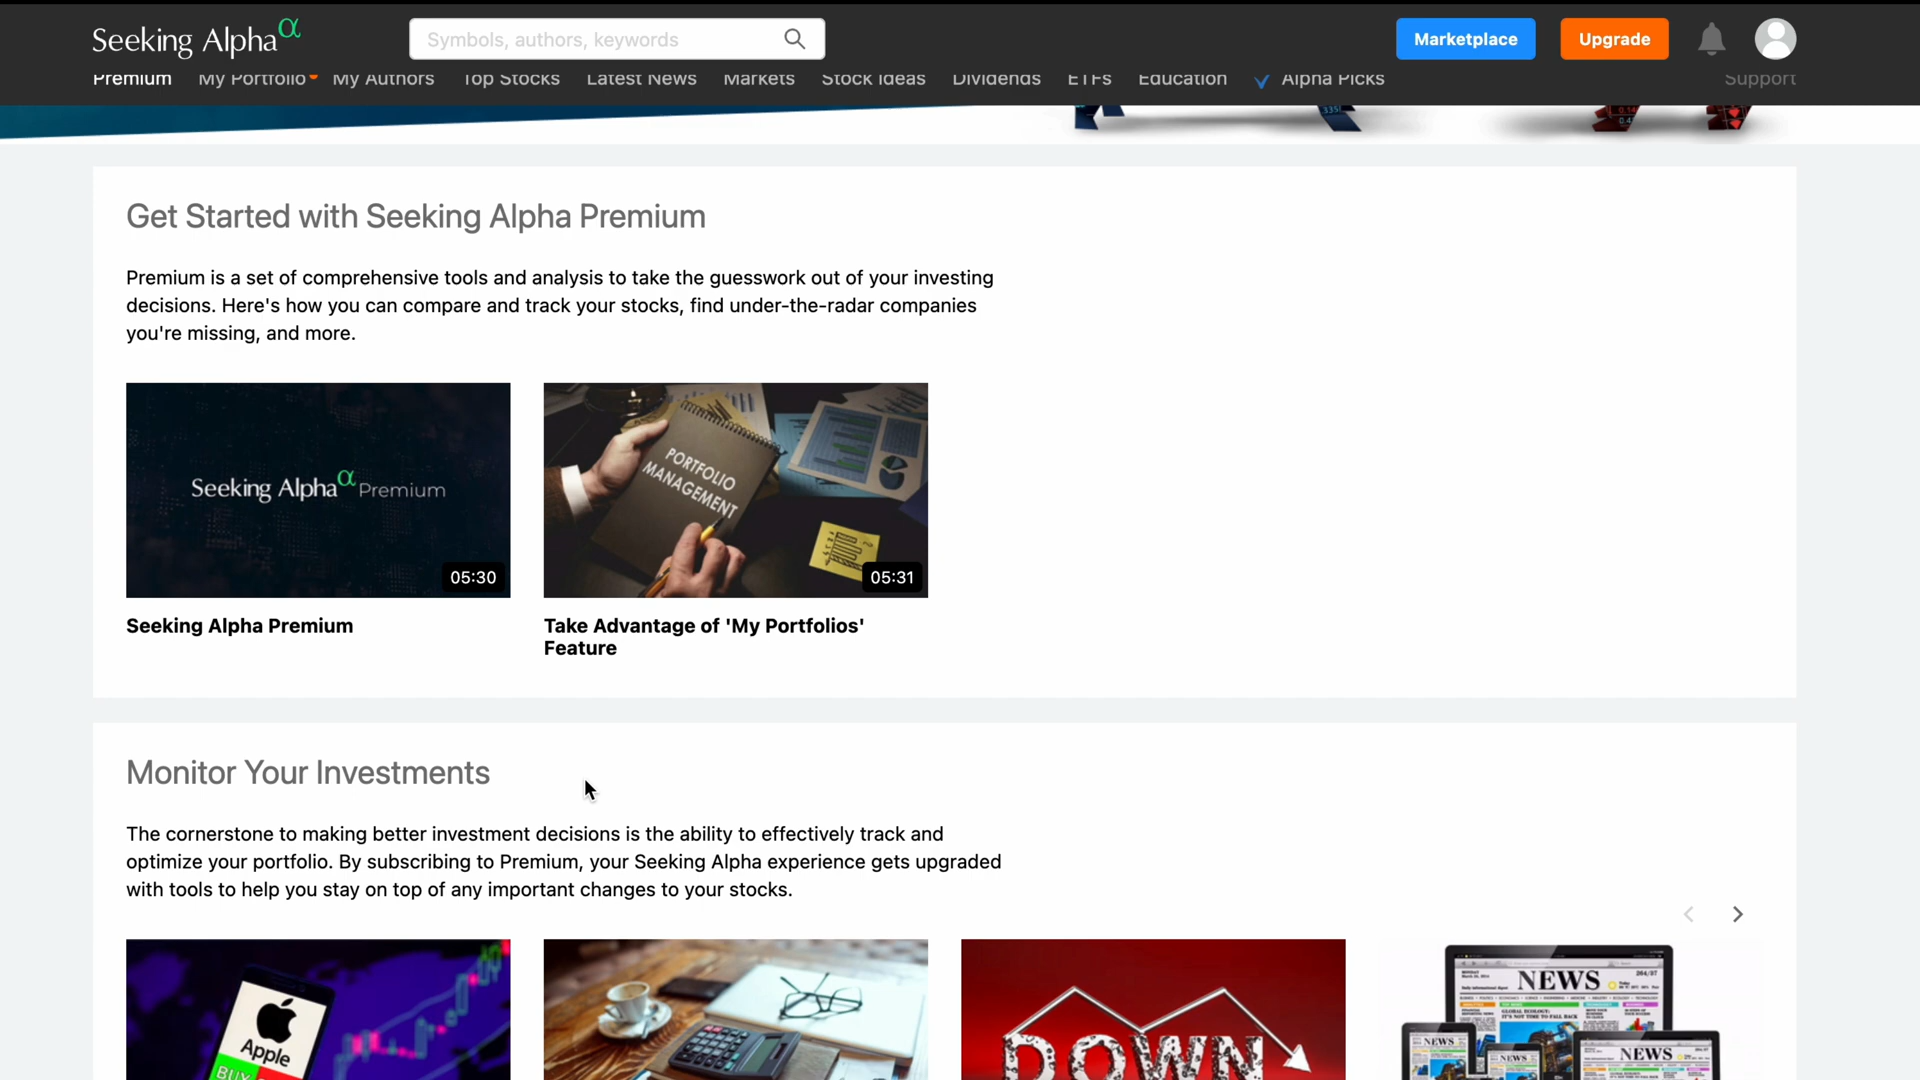 Seeking Alpha α
Symbols, authors, keywords
Marketplace
Upgrade
Premium My Portfolio My Authors Top Stocks Latest News Markets Stock Ideas Dividends ETFs Education Alpha Picks Support
Get Started with Seeking Alpha Premium
Premium is a set of comprehensive tools and analysis to take the guesswork out of your investing
decisions. Here's how you can compare and track your stocks, find under-the-radar companies
you're missing, and more.
Seeking Alpha α Premium
05:30
PORTFOLIO
MANAGEMENT
05:31
Seeking Alpha Premium
Take Advantage of 'My Portfolios'
Feature
Monitor Your Investments
The cornerstone to making better investment decisions is the ability to effectively track and
optimize your portfolio. By subscribing to Premium, your Seeking Alpha experience gets upgraded
with tools to help you stay on top of any important changes to your stocks.
Apple
BUY
DOWN
NEWS
NEWS
NEWS
NEWS